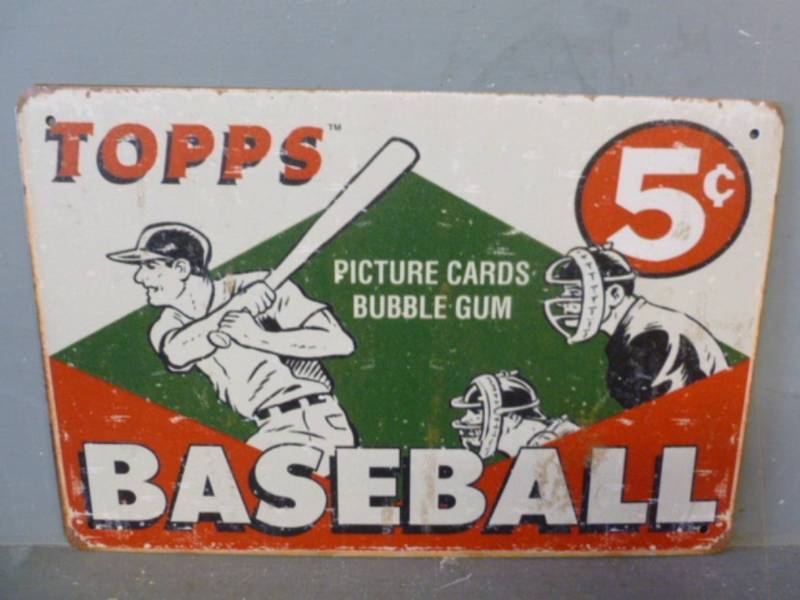 TOPPS™
5¢
PICTURE CARDS
BUBBLE GUM
BASEBALL